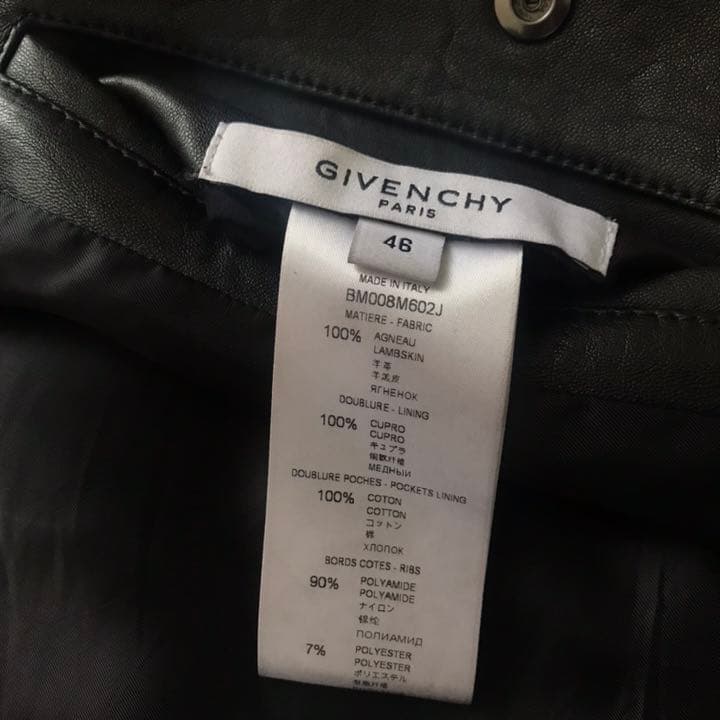 GIVENCHY
PARIS
46
MADE IN ITALY
BM008M602J
MATIERE - FABRIC
100% AGNEAU
LAMBSKIN
羊革
羊羔皮
ЯГНЕНОК
DOUBLURE - LINING
100% CUPRO
CUPRO
キュプラ
铜氨纤维
МЕДНЫЙ
DOUBLURE POCHES - POCKETS LINING
100% COTON
COTTON
コットン
棉
ХЛОПОК
BORDS COTES - RIBS
90% POLYAMIDE
POLYAMIDE
ナイロン
锦纶
ПОЛИАМИД
7% POLYESTER
POLYESTER
ポリエステル